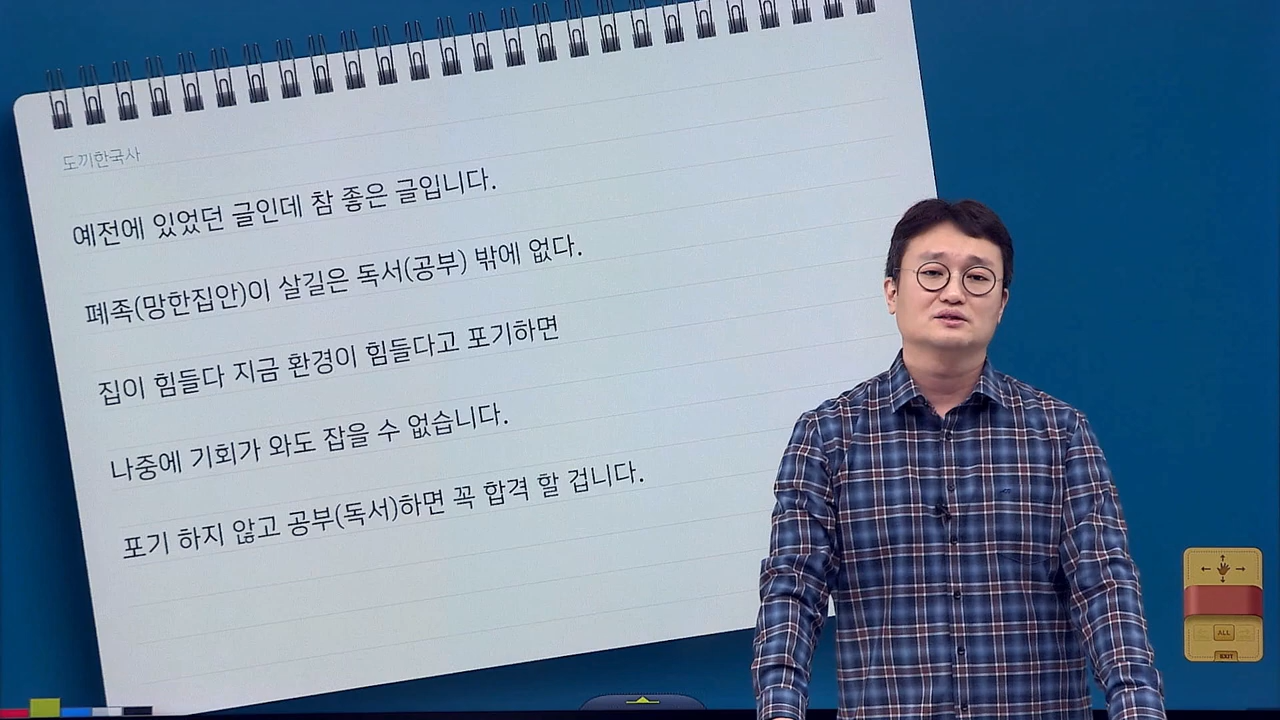 도끼한국사
예전에 있었던 글인데 참 좋은 글입니다.
폐족(망한집안)이 살길은 독서(공부) 밖에 없다.
집이 힘들다 지금 환경이 힘들다고 포기하면
나중에 기회가 와도 잡을 수 없습니다.
포기 하지 않고 공부(독서)하면 꼭 합격 할 겁니다.
ALL
EXIT